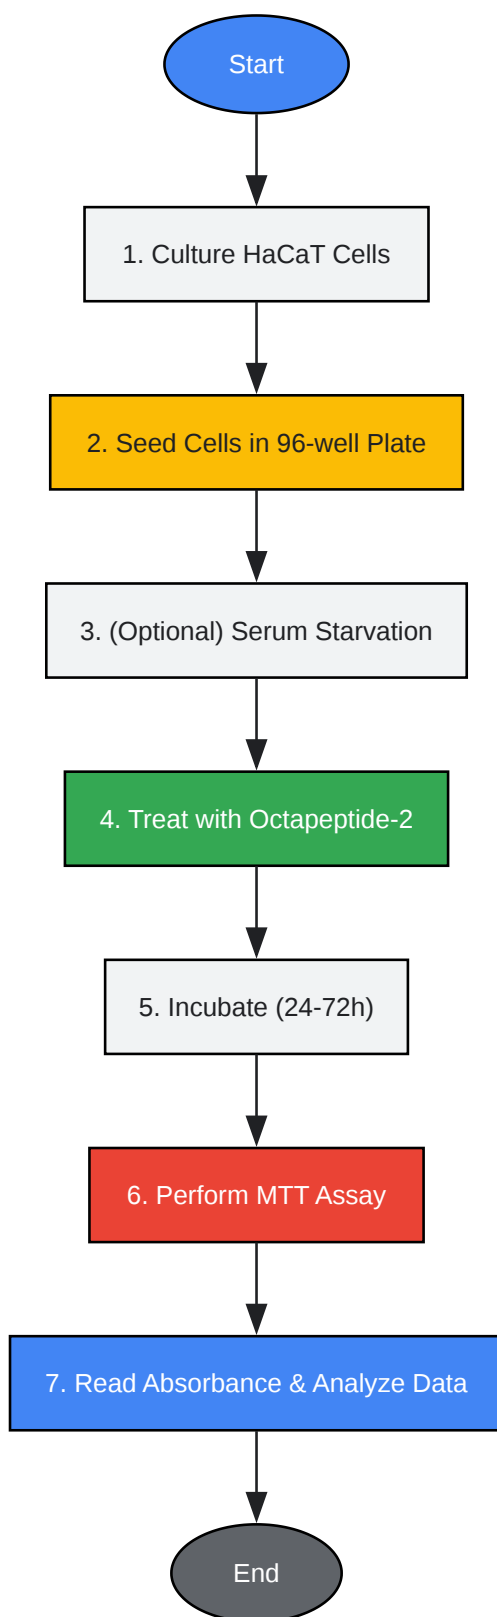 Start
1. Culture HaCaT Cells
2. Seed Cells in 96-well Plate
3. (Optional) Serum Starvation
4. Treat with Octapeptide-2
5. Incubate (24-72h)
6. Perform MTT Assay
7. Read Absorbance & Analyze Data
End